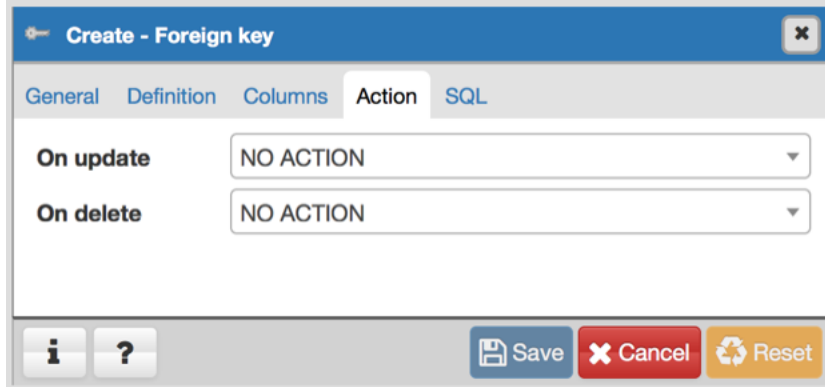 Create - Foreign key
General Definition Columns Action SQL
On update NO ACTION
On delete NO ACTION
i ? Save Cancel Reset